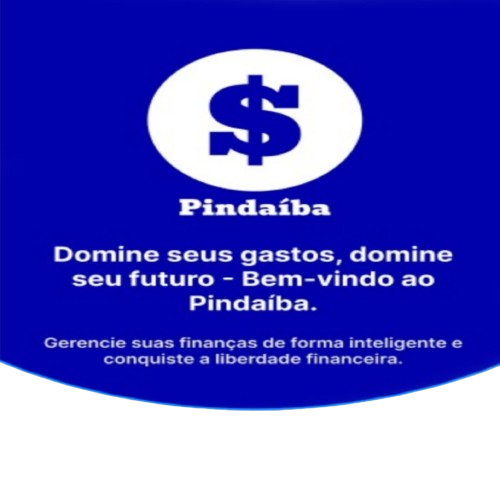 $
Pindaíba
Domine seus gastos, domine
seu futuro - Bem-vindo ao
Pindaíba.
Gerencie suas finanças de forma inteligente e
conquiste a liberdade financeira.